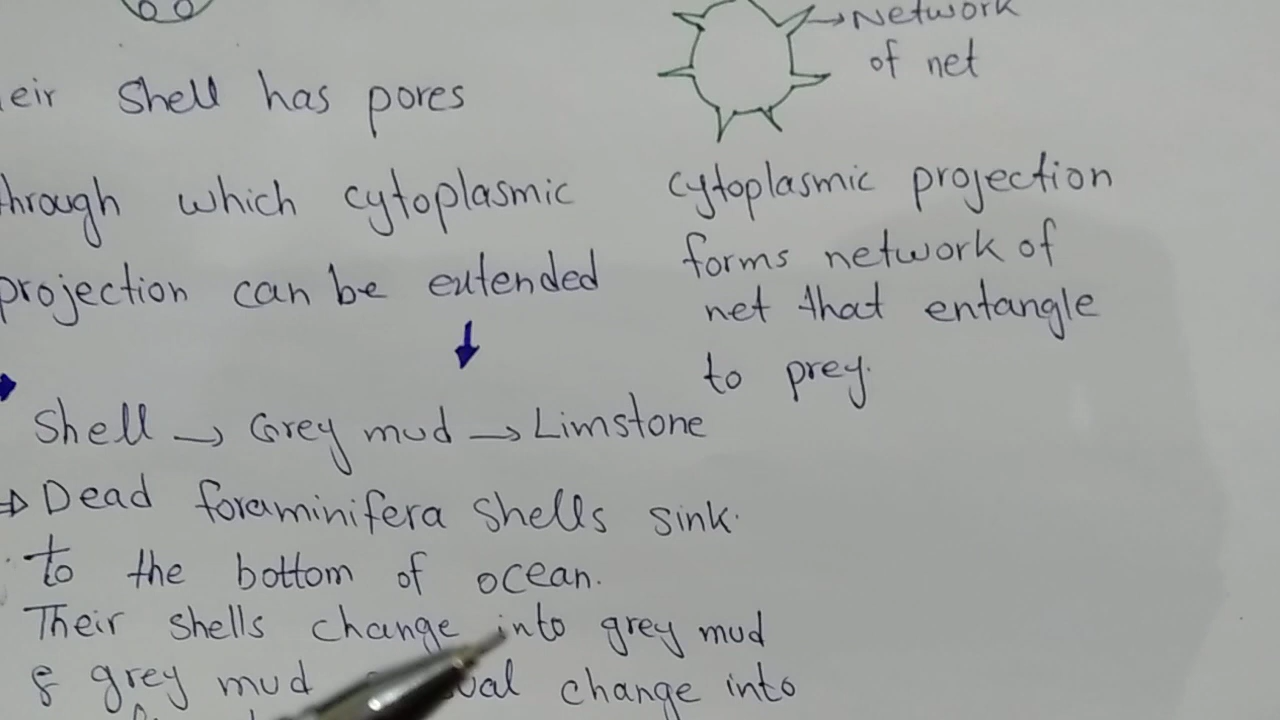 Network
of net
eir shell has pores
through which cytoplasmic
projection can be extended
cytoplasmic projection
forms network of
net that entangle
to prey.
Shell → Grey mud → Limstone
⇒ Dead foraminifera shells sink
to the bottom of ocean.
Their shells change into grey mud
& grey mud change into